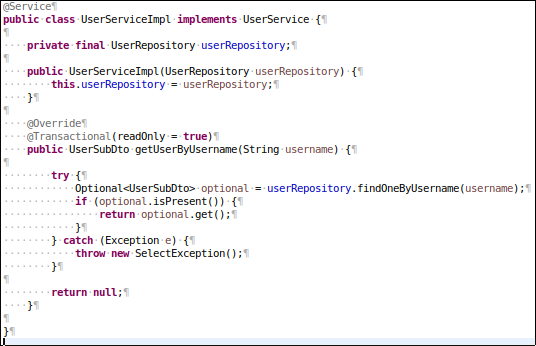 @Service
public class UserServiceImpl implements UserService {

    private final UserRepository userRepository;

    public UserServiceImpl(UserRepository userRepository) {
        this.userRepository = userRepository;
    }

    @Override
    @Transactional(readOnly = true)
    public UserSubDto getUserByUsername(String username) {

        try {
            Optional<UserSubDto> optional = userRepository.findOneByUsername(username);
            if (optional.isPresent()) {
                return optional.get();
            }
        } catch (Exception e) {
            throw new SelectException();
        }

        return null;
    }

}